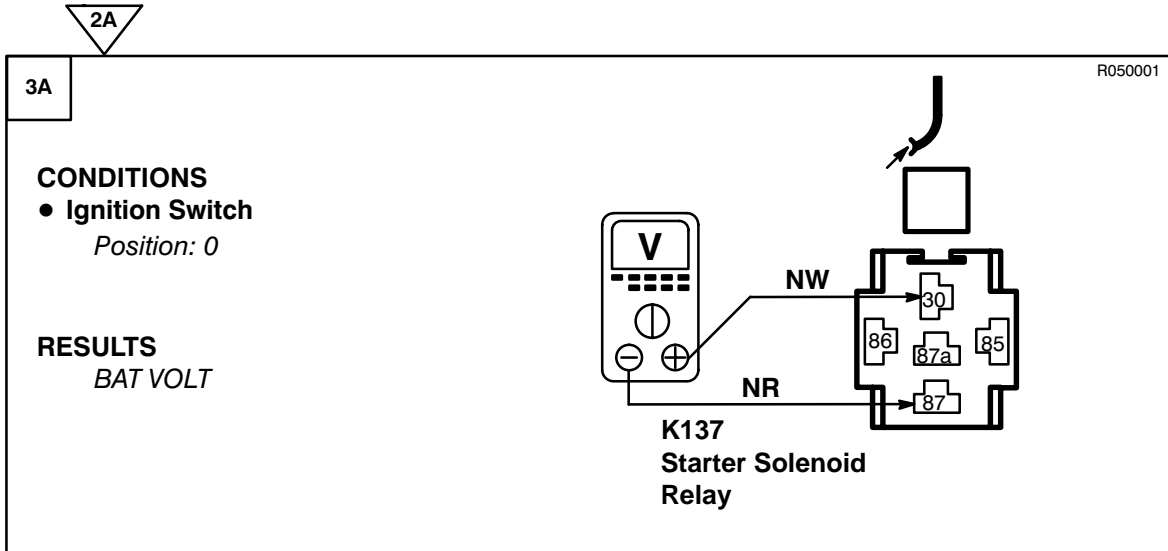 2A
3A
R050001
CONDITIONS
● Ignition Switch
Position: 0
RESULTS
BAT VOLT
V
NW
30
86
87a
85
NR
87
K137
Starter Solenoid
Relay